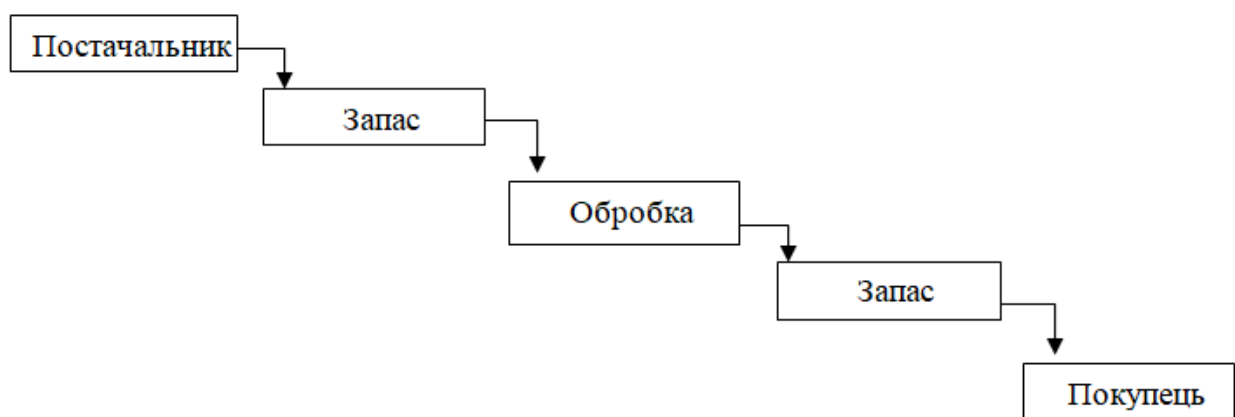 Постачальник
Запас
Обробка
Запас
Покупець